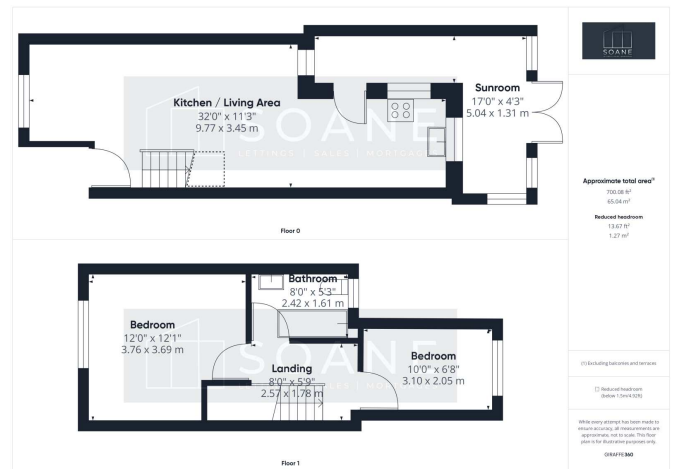 Kitchen / Living Area
32'0" x 11'3"
9.77 x 3.45 m
Sunroom
17'0" x 4'3"
5.04 x 1.31 m
SOANE
LETTINGS | SALES | MORTGAGES
Floor 0
Bathroom
8'0" x 5'3"
2.42 x 1.61 m
Bedroom
12'0" x 12'1"
3.76 x 3.69 m
Landing
8'0" x 5'9"
2.57 x 1.78 m
Bedroom
10'0" x 6'8"
3.10 x 2.05 m
SOANE
Floor 1
SOANE
Approximate total area⁽¹⁾
700.08 ft²
65.04 m²
Reduced headroom
13.67 ft²
1.27 m²
(1) Excluding balconies and terraces
Reduced headroom
(below 1.5m/4.92ft)
While every attempt has been made to
ensure accuracy, all measurements are
approximate, not to scale. This floor
plan is for illustrative purposes only.
GIRAFFE360